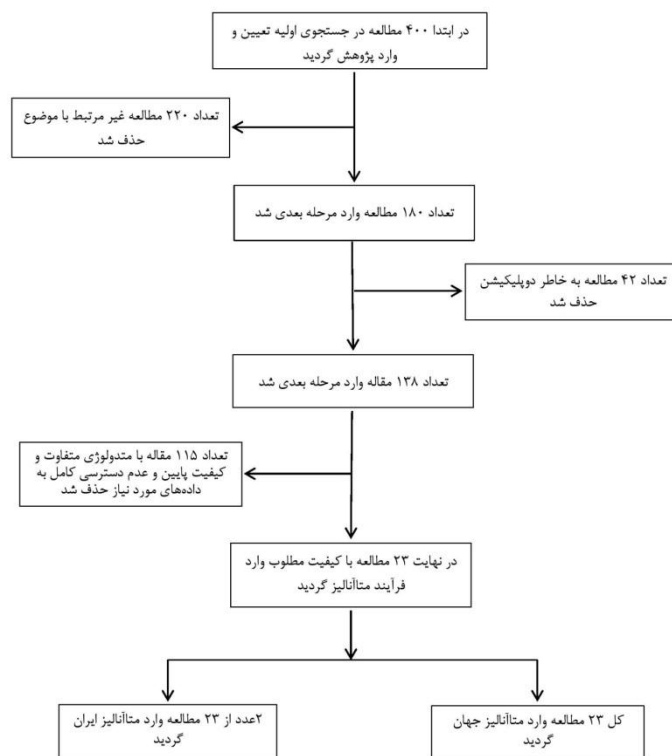 در ابتدا ۴۰۰ مطالعه در جستجوی اولیه تعیین و
وارد پژوهش گردید
تعداد ۲۲۰ مطالعه غیر مرتبط با موضوع
حذف شد
تعداد ۱۸۰ مطالعه وارد مرحله بعدی شد
تعداد ۴۲ مطالعه به خاطر دوپلیکیشن
حذف شد
تعداد ۱۳۸ مقاله وارد مرحله بعدی شد
تعداد ۱۱۵ مقاله با متدولوژی متفاوت و
کیفیت پایین و عدم دسترسی کامل به
داده‌های مورد نیاز حذف شد
در نهایت ۲۳ مطالعه با کیفیت مطلوب وارد
فرآیند متاآنالیز گردید
کل ۲۳ مطالعه وارد متاآنالیز جهان
گردید
۲عدد از ۲۳ مطالعه وارد متاآنالیز ایران
گردید